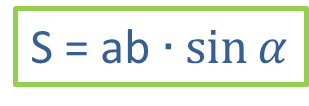 S = ab · sin α